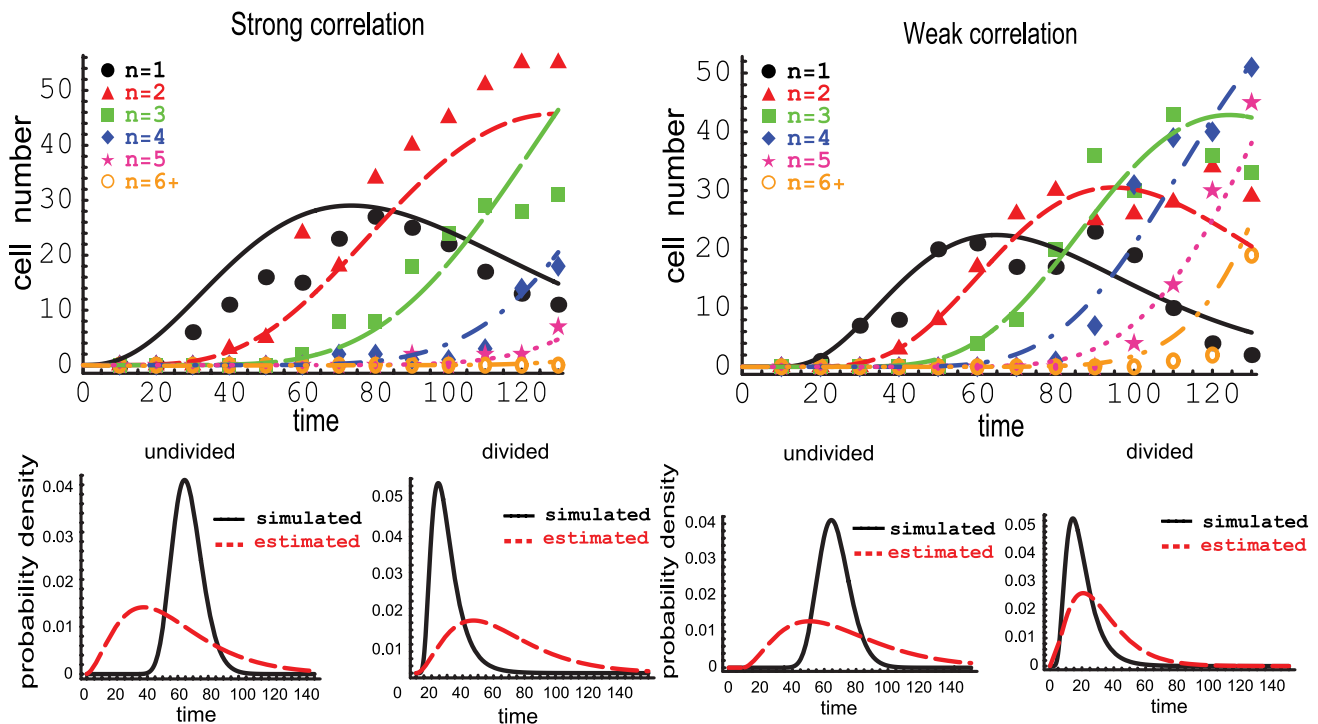 Strong correlation
cell number
50
40
30
20
10
0
n=1
n=2
n=3
n=4
n=5
n=6+
0 20 40 60 80 100 120
time
Weak correlation
cell number
50
40
30
20
10
0
n=1
n=2
n=3
n=4
n=5
n=6+
0 20 40 60 80 100 120
time
undivided
probability density
0.04
0.03
0.02
0.01
0
simulated
estimated
0 20 40 60 80 100 120 140
time
divided
0.05
0.04
0.03
0.02
0.01
simulated
estimated
0 20 40 60 80 100 120 140
time
undivided
probability density
0.04
0.03
0.02
0.01
0
simulated
estimated
0 20 40 60 80 100 120 140
time
divided
0.05
0.04
0.03
0.02
0.01
0
simulated
estimated
0 20 40 60 80 100 120 140
time